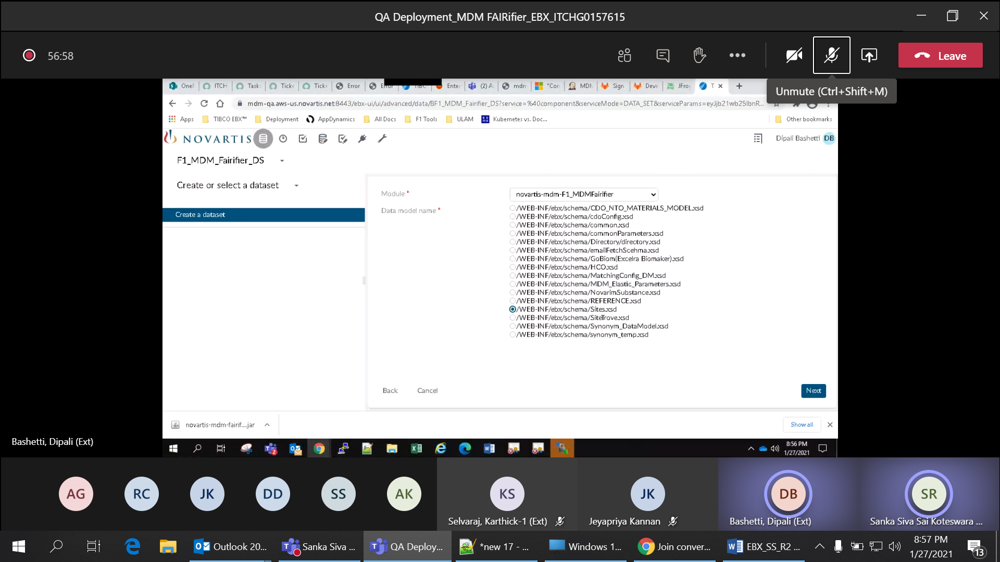 QA Deployment_MDM FAIRifier_EBX_ITCHG0157615
56:58
Leave
Unmute (Ctrl+Shift+M)
OneN ITCH Task Ticke Ticke Error Error TIBC Enter (2) A mdn "Con MDN Sign Deve JFrog T
mdm-qa.aws-us.novartis.net:8443/ebx-ui/ui/advanced/data/BF1_MDM_Fairifier_DS?service=%40component&serviceMode=DATA_SET&serviceParams=eyJjb21wb25lbnR...
Apps TIBCO EBX™ Deployment AppDynamics All Docs F1 Tools ULAM Kubernetes vs. Doc... Other bookmarks
NOVARTIS
Dipali Bashetti DB
F1_MDM_Fairifier_DS
Create or select a dataset
Create a dataset
Module *
novartis-mdm-F1_MDMFairifier
Data model name *
/WEB-INF/ebx/schema/CDO_NTO_MATERIALS_MODEL.xsd
/WEB-INF/ebx/schema/cdoConfig.xsd
/WEB-INF/ebx/schema/common.xsd
/WEB-INF/ebx/schema/commonParameters.xsd
/WEB-INF/ebx/schema/Directory/directory.xsd
/WEB-INF/ebx/schema/emailFetchScehma.xsd
/WEB-INF/ebx/schema/GoBiom(Excelra Biomaker).xsd
/WEB-INF/ebx/schema/HCO.xsd
/WEB-INF/ebx/schema/MatchingConfig_DM.xsd
/WEB-INF/ebx/schema/MDM_Elastic_Parameters.xsd
/WEB-INF/ebx/schema/NovarimSubstance.xsd
/WEB-INF/ebx/schema/REFERENCE.xsd
/WEB-INF/ebx/schema/Sites.xsd
/WEB-INF/ebx/schema/SiteTrove.xsd
/WEB-INF/ebx/schema/Synonym_DataModel.xsd
/WEB-INF/ebx/schema/synonym_temp.xsd
Back Cancel Next
novartis-mdm-fairif....jar
Show all
Bashetti, Dipali (Ext)
8:56 PM
1/27/2021
AG RC JK DD SS AK KS JK DB SR
Selvaraj, Karthick-1 (Ext) Jeyapriya Kannan Bashetti, Dipali (Ext) Sanka Siva Sai Koteswara ...
Outlook 20... Sanka Siva ... QA Deploy... *new 17 - ... Windows 1... Join conver... EBX_SS_R2 ...
8:57 PM
1/27/2021
13